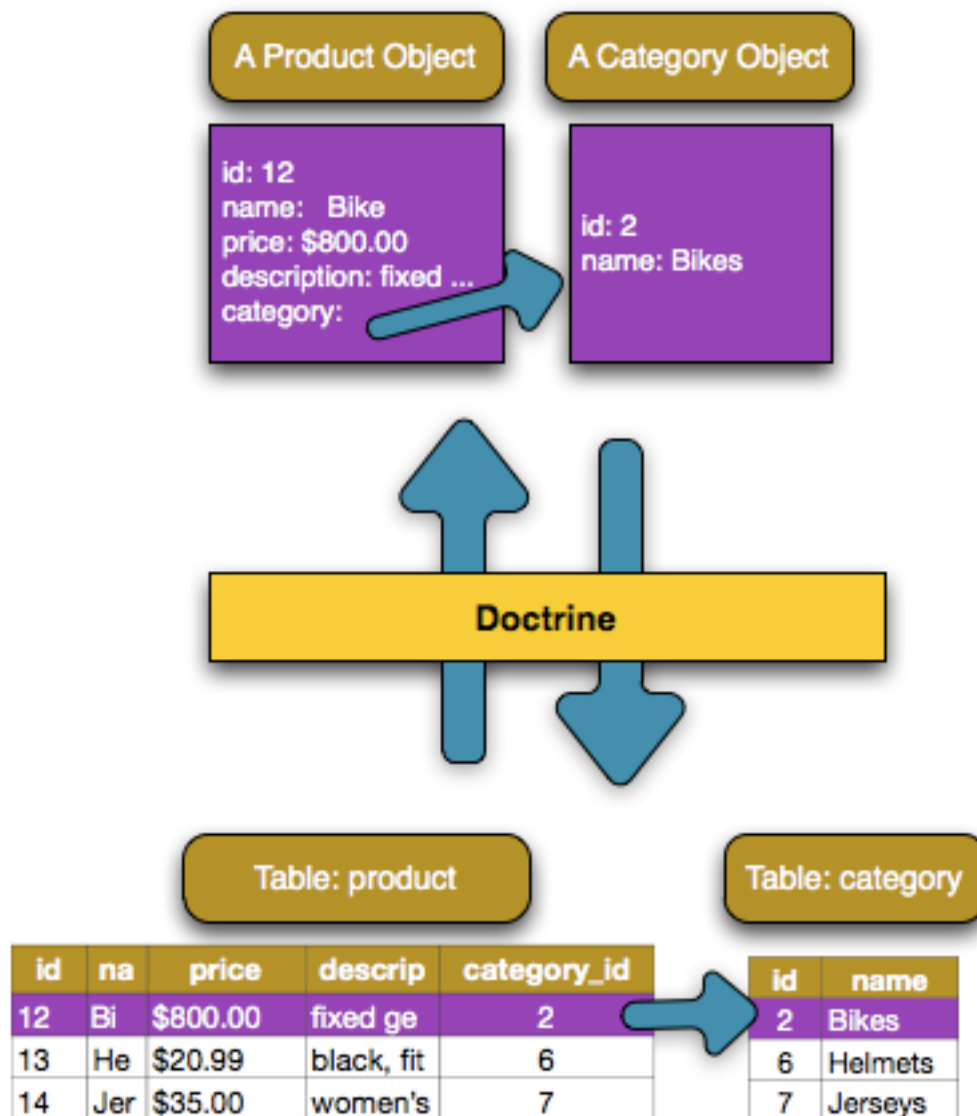 A Product Object
A Category Object
id: 12
name: Bike
price: $800.00
description: fixed ...
category:
id: 2
name: Bikes
Doctrine
Table: product
Table: category
id na price descrip category_id
12 Bi $800.00 fixed ge 2
13 He $20.99 black, fit 6
14 Jer $35.00 women's 7
id name
2 Bikes
6 Helmets
7 Jerseys